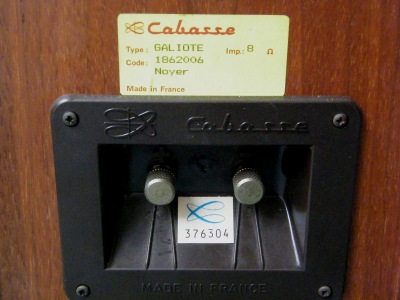 Cabasse
Type: GALIOTE Imp.: 8 Ω
Code: 1862006
Noyer
Made in France
Cabasse
376304
MADE IN FRANCE